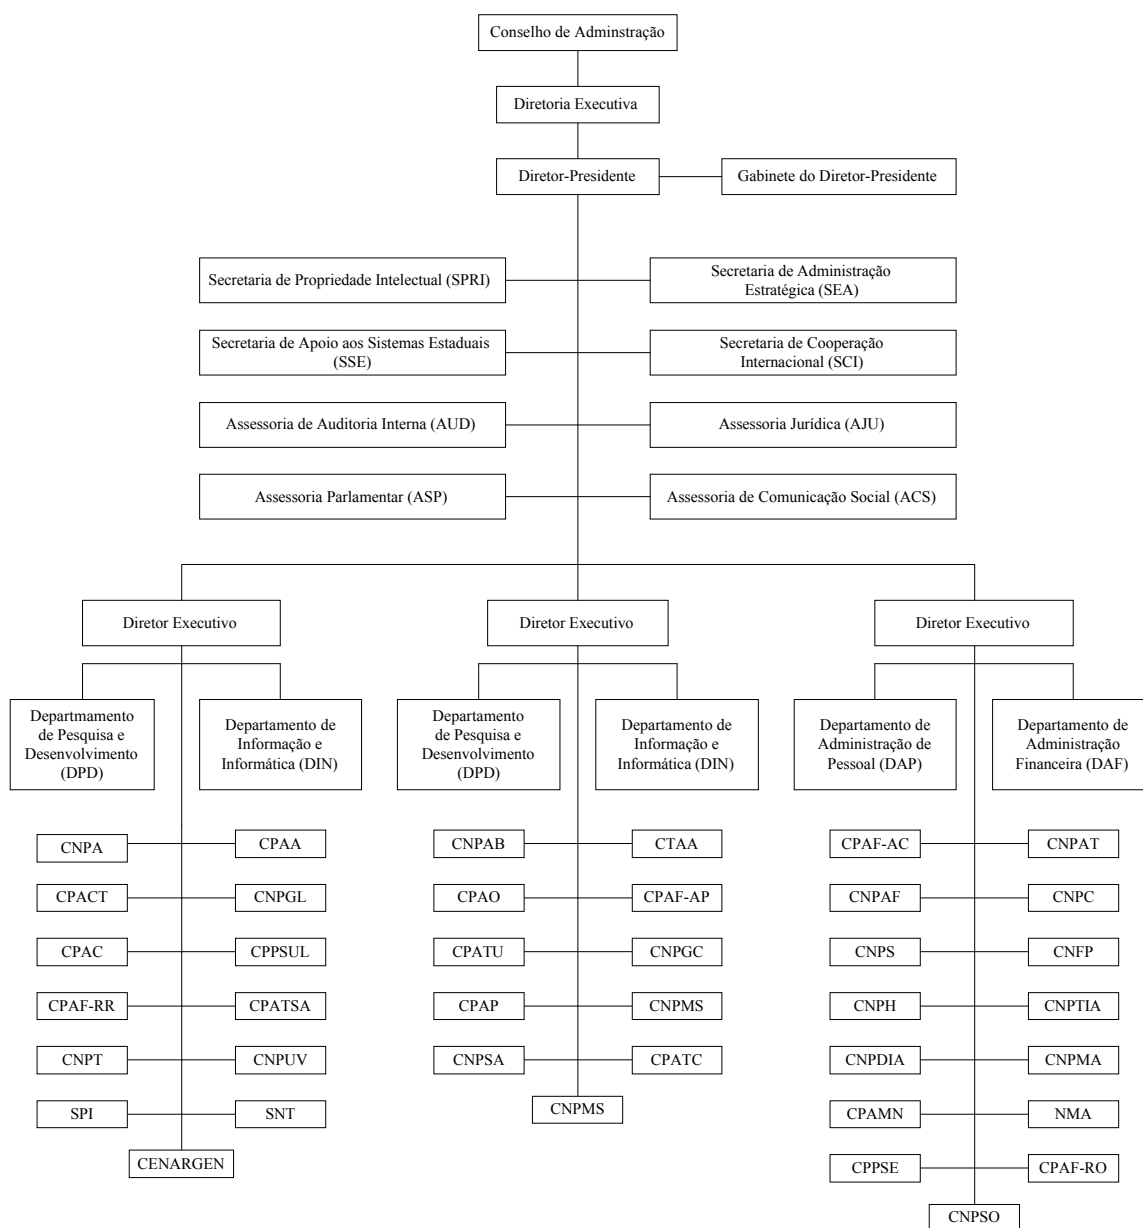 Conselho de Adminstração
Diretoria Executiva
Diretor-Presidente
Gabinete do Diretor-Presidente
Secretaria de Propriedade Intelectual (SPRI)
Secretaria de Administração
Estratégica (SEA)
Secretaria de Apoio aos Sistemas Estaduais
(SSE)
Secretaria de Cooperação
Internacional (SCI)
Assessoria de Auditoria Interna (AUD)
Assessoria Jurídica (AJU)
Assessoria Parlamentar (ASP)
Assessoria de Comunicação Social (ACS)
Diretor Executivo
Diretor Executivo
Diretor Executivo
Departmamento
de Pesquisa e
Desenvolvimento
(DPD)
Departamento de
Informação e
Informática (DIN)
Departamento
de Pesquisa e
Desenvolvimento
(DPD)
Departamento de
Informação e
Informática (DIN)
Departamento de
Administração de
Pessoal (DAP)
Departamento de
Administração
Financeira (DAF)
CNPA
CPAA
CPACT
CNPGL
CPAC
CPPSUL
CPAF-RR
CPATSA
CNPT
CNPUV
SPI
SNT
CENARGEN
CNPAB
CTAA
CPAO
CPAF-AP
CPATU
CNPGC
CPAP
CNPMS
CNPSA
CPATC
CNPMS
CPAF-AC
CNPAT
CNPAF
CNPC
CNPS
CNFP
CNPH
CNPTIA
CNPDIA
CNPMA
CPAMN
NMA
CPPSE
CPAF-RO
CNPSO